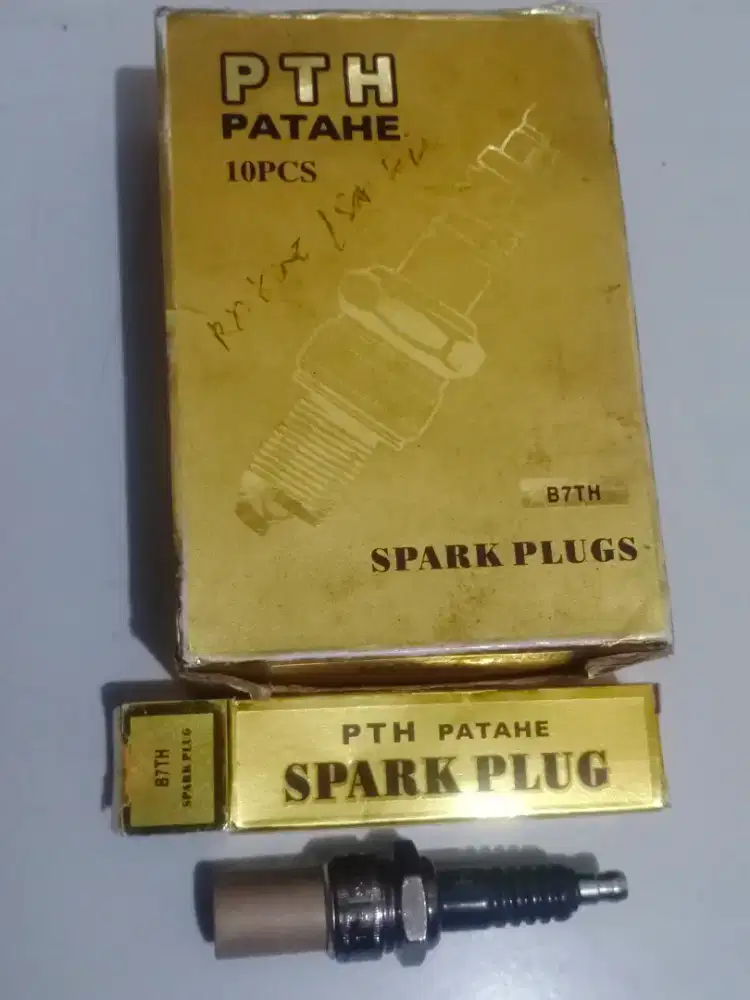 PTH
PATAHE
10PCS
B7TH
SPARK PLUGS
B7TH
SPARK PLUG
PTH PATAHE
SPARK PLUG